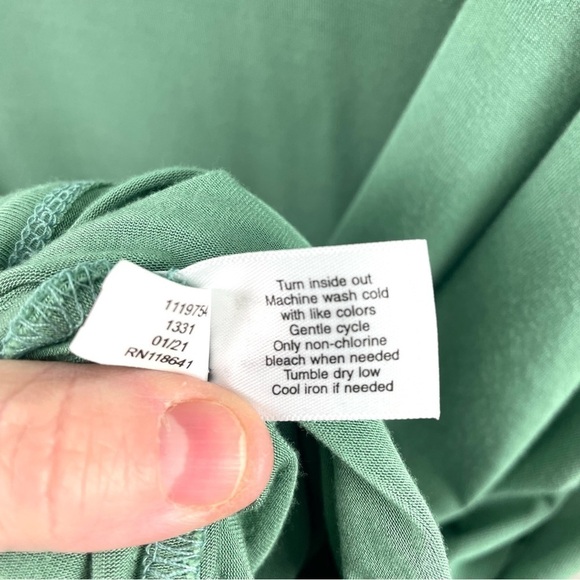 1119754
1331
01/21
RN118641
Turn inside out
Machine wash cold
with like colors
Gentle cycle
Only non-chlorine
bleach when needed
Tumble dry low
Cool iron if needed